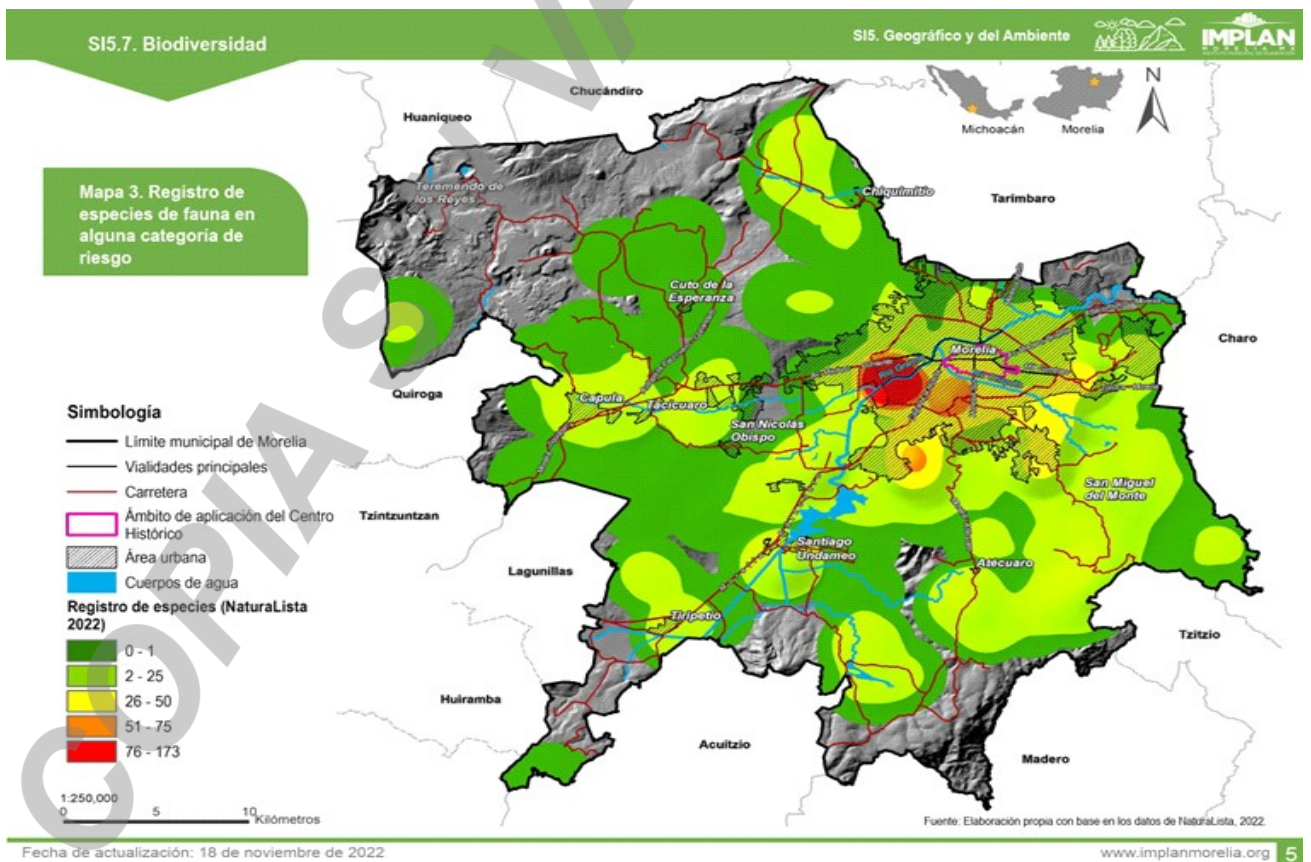 SI5.7. Biodiversidad
SI5. Geográfico y del Ambiente
IMPLAN
MORELIA MX
Mapa 3. Registro de
especies de fauna en
alguna categoría de
riesgo
Michoacán
Morelia
N
Huaniqueo
Chucándiro
Tarímbaro
Charo
Quiroga
Tzintzuntzan
Lagunillas
Huiramba
Acuitzio
Madero
Tzitzio
Teremendo de
los Reyes
Chiquimitío
Cuto de la
Esperanza
Morelia
Capula
Tacícuaro
San Nicolás
Obispo
San Miguel
del Monte
Santiago
Undameo
Atécuaro
Tiripetío
Simbología
Límite municipal de Morelia
Vialidades principales
Carretera
Ámbito de aplicación del Centro
Histórico
Área urbana
Cuerpos de agua
Registro de especies (NaturaLista
2022)
0 - 1
2 - 25
26 - 50
51 - 75
76 - 173
1:250,000
0 5 10
Kilómetros
Fuente: Elaboración propia con base en los datos de NaturaLista, 2022.
Fecha de actualización: 18 de noviembre de 2022
www.implanmorelia.org 5
COPIA SIN VA